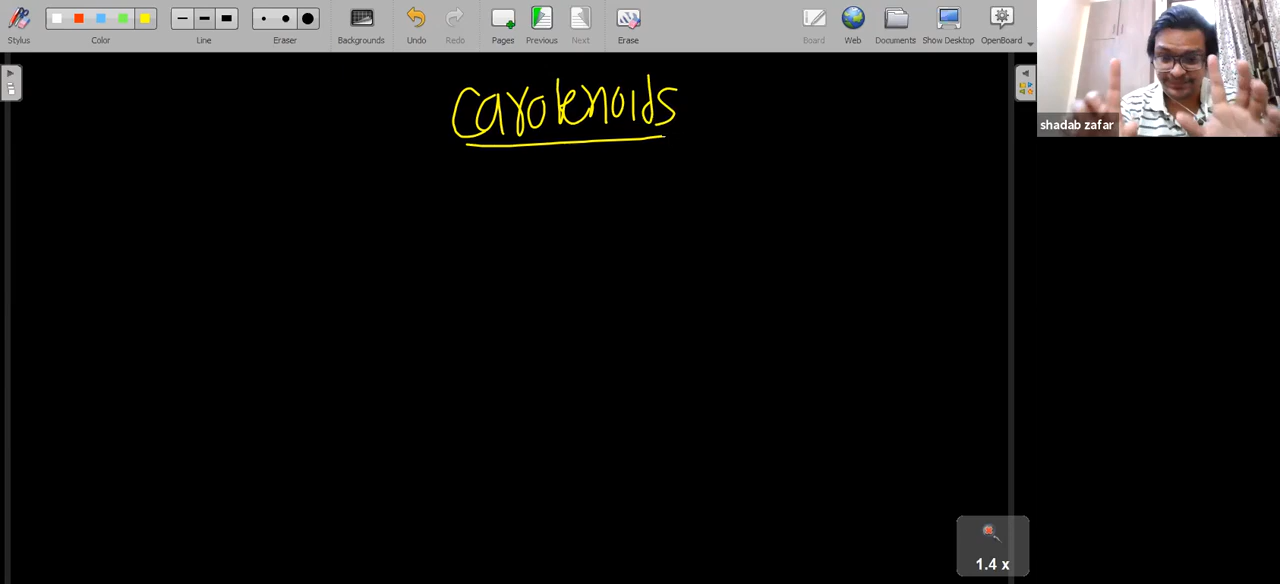 Stylus
Color
Line
Eraser
Backgrounds
Undo
Redo
Pages
Previous
Next
Erase
Board
Web
Documents
Show Desktop
OpenBoard
carotenoids
shadab zafar
1.4 x